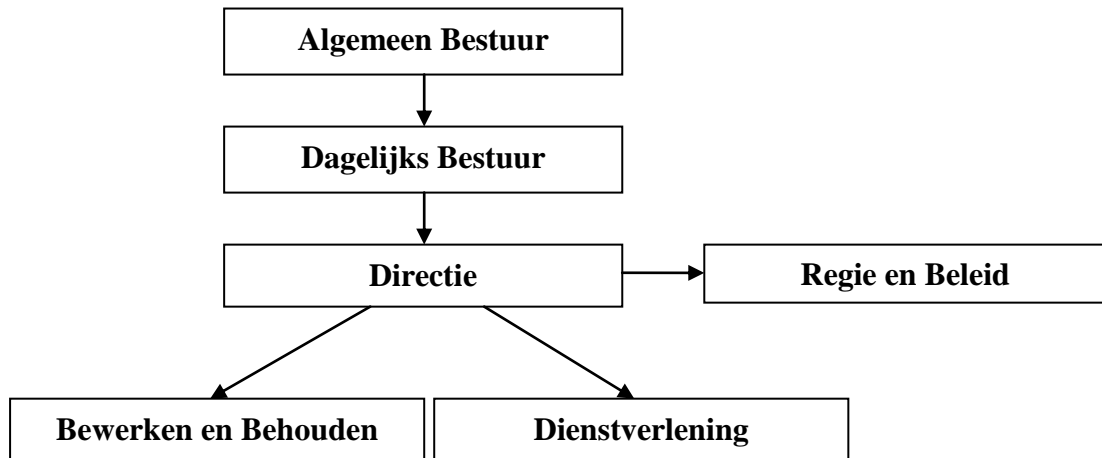 Algemeen Bestuur
Dagelijks Bestuur
Directie
Regie en Beleid
Bewerken en Behouden
Dienstverlening